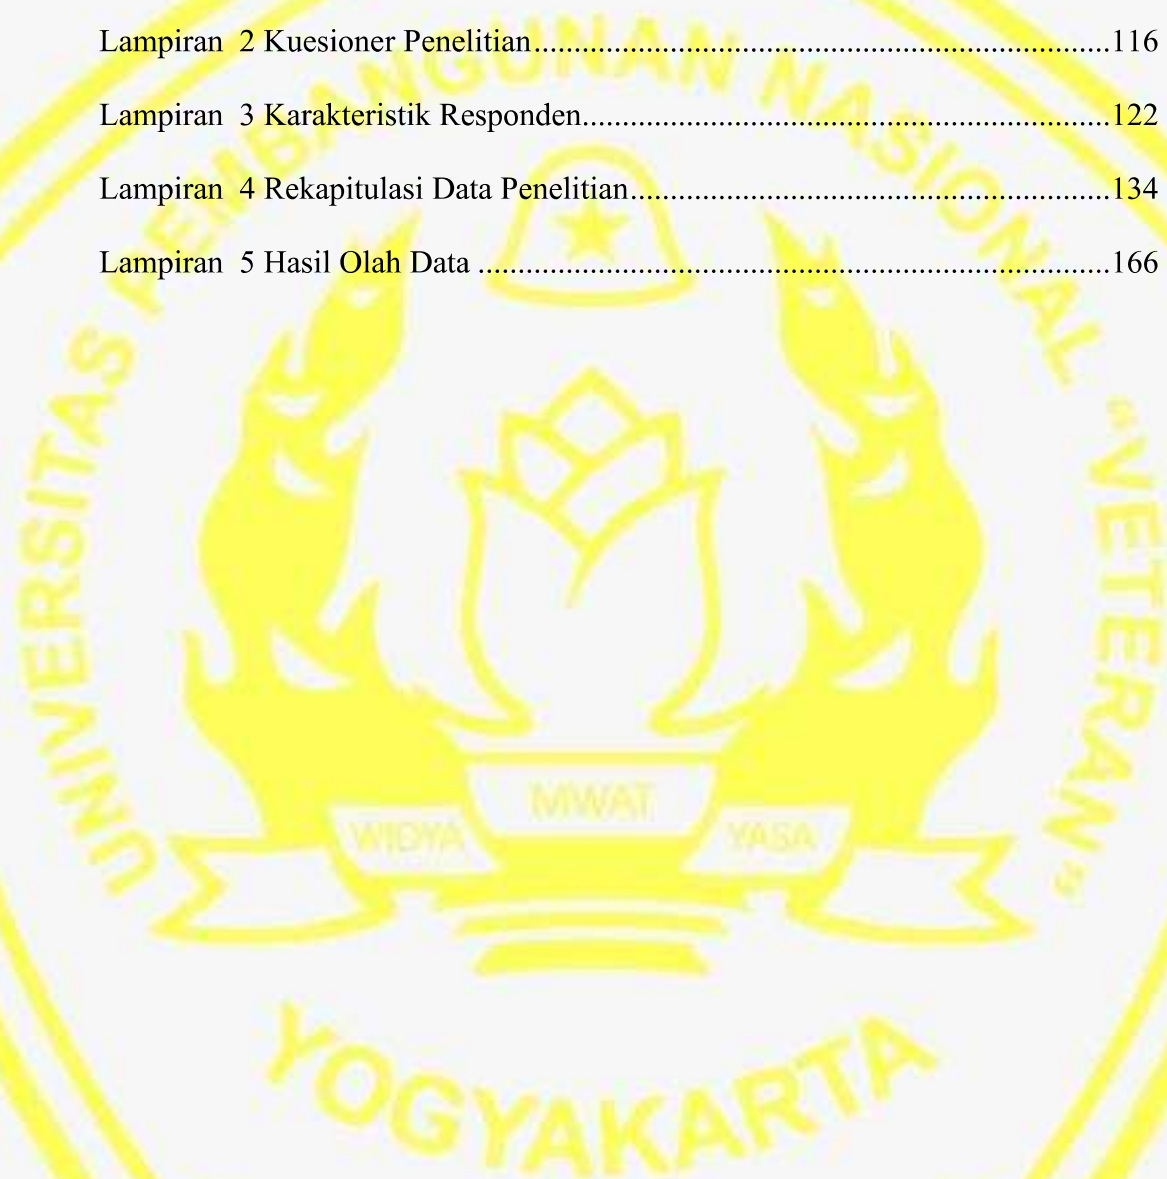 Lampiran 2 Kuesioner Penelitian......................................................................116
Lampiran 3 Karakteristik Responden................................................................122
Lampiran 4 Rekapitulasi Data Penelitian..........................................................134
Lampiran 5 Hasil Olah Data .............................................................................166
UNIVERSITAS PEMBANGUNAN NASIONAL "VETERAN"
WIDYA MWAT YASA
YOGYAKARTA